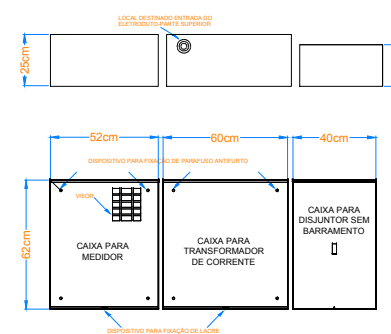 LOCAL DESTINADO ENTRADA DO
ELETRODUTO-PARTE SUPERIOR
25cm
52cm
60cm
40cm
DISPOSITIVO PARA FIXAÇÃO DE PARAFUSO ANTIFURTO
VISOR
62cm
CAIXA PARA
MEDIDOR
CAIXA PARA
TRANSFORMADOR
DE CORRENTE
CAIXA PARA
DISJUNTOR SEM
BARRAMENTO
DISPOSITIVO PARA FIXAÇÃO DE LACRE